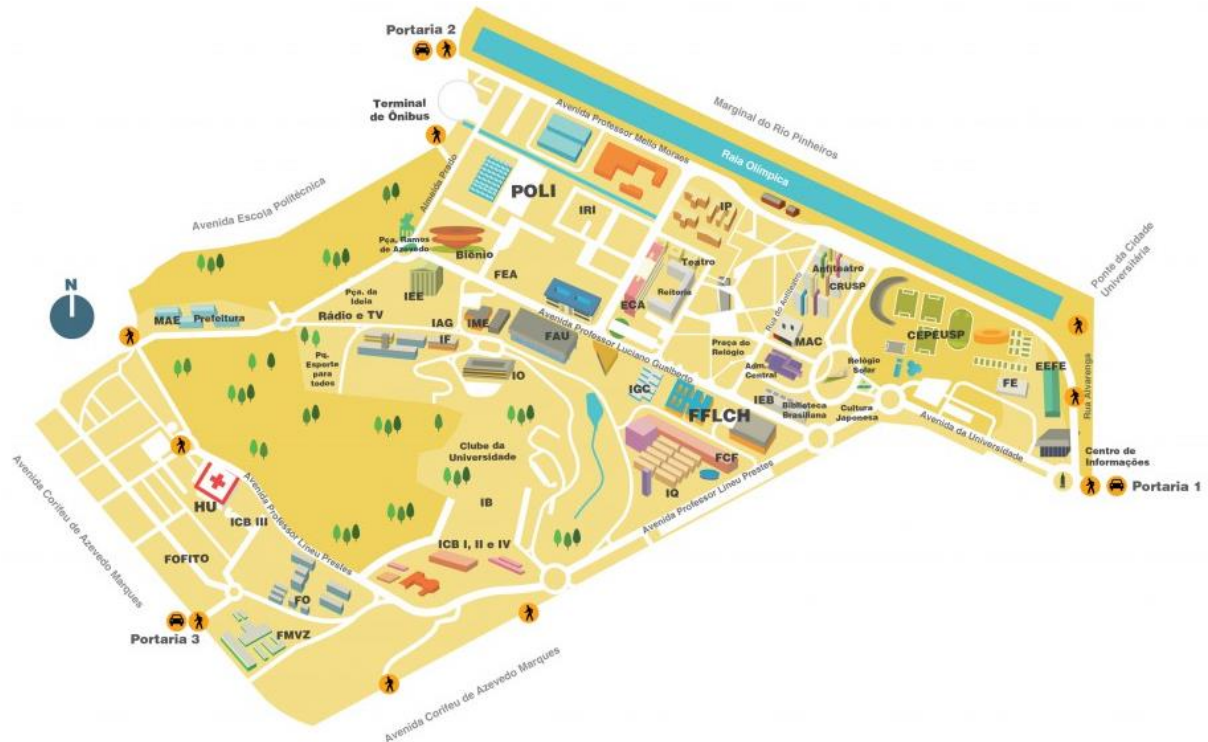 Portaria 2
Marginal do Rio Pinheiros
Avenida Professor Mello Moraes
Raia Olímpica
Terminal
de Ônibus
Avenida Escola Politécnica
Almeida Prado
POLI
IRI
IP
Ponte da Cidade
Universitária
Pça. Ramos
de Azevedo
Biênio
FEA
Teatro
Reitoria
ECA
Anfiteatro
CRUSP
Rua do Anfiteatro
CEPEUSP
N
MAE
Prefeitura
Pça. da
Ideia
Rádio e TV
IEE
IAG
IME
IF
FAU
Avenida Professor Luciano Gualberto
Praça do
Relógio
MAC
Adm.
Central
Relógio
Solar
EEFE
FE
Rua Alvarenga
Pq.
Esporte
para
todos
IO
IGC
FFLCH
IEB
Biblioteca
Brasiliana
Cultura
Japonesa
Avenida da Universidade
Centro de
Informações
Portaria 1
Clube da
Universidade
FCF
IQ
Avenida Professor Lineu Prestes
IB
HU
ICB III
Avenida Professor Lineu Prestes
Avenida Corifeu de Azevedo Marques
FOFITO
ICB I, II e IV
FO
Portaria 3
FMVZ
Avenida Corifeu de Azevedo Marques